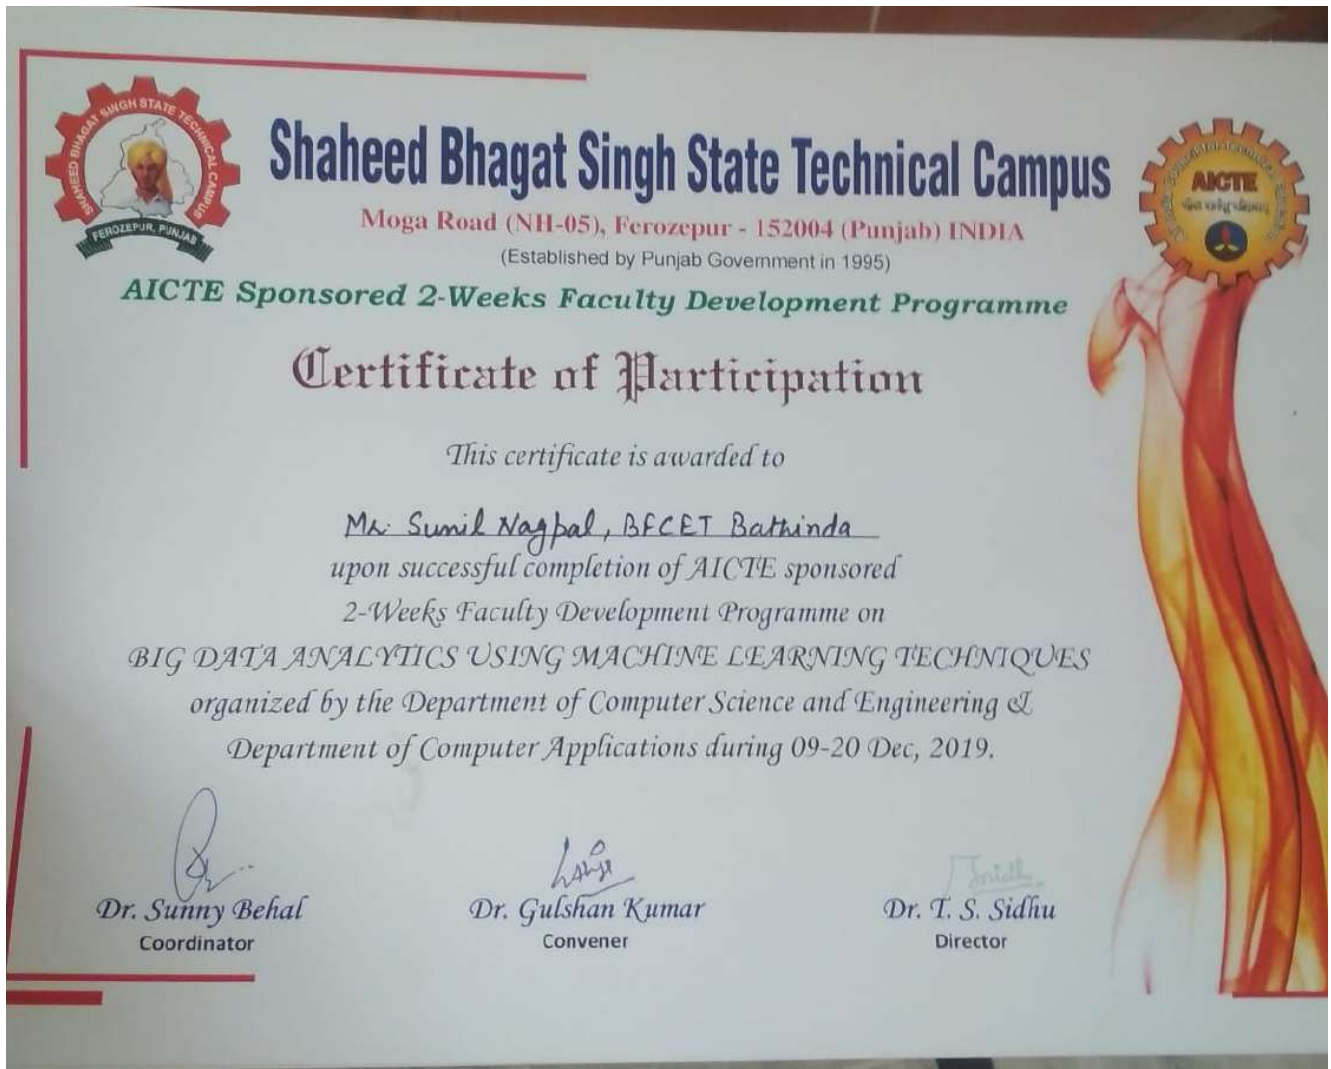 SHAHEED BHAGAT SINGH STATE TECHNICAL CAMPUS
FEROZEPUR, PUNJAB
Shaheed Bhagat Singh State Technical Campus
AICTE
Moga Road (NH-05), Ferozepur - 152004 (Punjab) INDIA
(Established by Punjab Government in 1995)
AICTE Sponsored 2-Weeks Faculty Development Programme
Certificate of Participation
This certificate is awarded to
Mr. Sunil Nagpal, BFCET Bathinda
upon successful completion of AICTE sponsored
2-Weeks Faculty Development Programme on
BIG DATA ANALYTICS USING MACHINE LEARNING TECHNIQUES
organized by the Department of Computer Science and Engineering &
Department of Computer Applications during 09-20 Dec, 2019.
Dr. Sunny Behal
Coordinator
Dr. Gulshan Kumar
Convener
Dr. T. S. Sidhu
Director